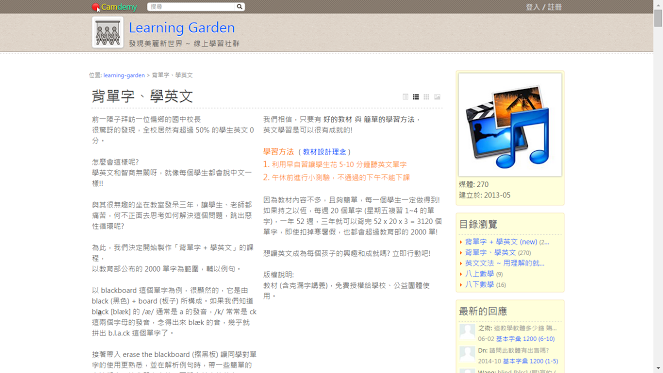 Camdemy
搜尋
登入 / 註冊
Learning Garden
發現美麗新世界 – 線上學習社群
位置: learning-garden > 背單字、學英文
背單字、學英文
前一陣子拜訪一位偏鄉的國中校長
很驚訝的發現，全校居然有超過 50% 的學生英文 0
分。
怎麼會這樣呢?
學英文和智商無關呀，就像每個學生都會說中文一
樣!!
與其很無趣的坐在教室發呆三年，讓學生、老師都
痛苦，何不正面去思考如何解決這個問題，跳出惡
性循環呢?
為此，我們決定開始製作「背單字 + 學英文」的課
程，
以教育部公布的 2000 單字為範圍，輔以例句。
以 blackboard 這個單字為例，很顯然的，它是由
black (黑色) + board (板子) 所構成。如果我們知道
black [blæk] 的 /æ/ 通常是 a 的發音，/k/ 常常是 ck
這兩個字母的發音，念得出來 blæk 的音，幾乎就
拼出 b.l.a.ck 這個單字了。
接著帶入 erase the blackboard (擦黑板) 讓同學對單
字的使用更熟悉，並在解析例句時，帶一些簡單的
我們相信，只要有 好的教材 與 簡單的學習方法，
英文學習是可以很有成就的!
學習方法 ( 教材設計理念 )
1. 利用早自習讓學生花 5-10 分鐘聽英文單字
2. 午休前進行小測驗，不通過的下午不能下課
因為教材內容不多，且夠簡單，每一個學生一定做得到!
如果持之以恆，每週 20 個單字 (星期五複習 1~4 的單
字)，一年 52 週，三年就可以背完 52 x 20 x 3 = 3120 個
單字，即使扣掉寒暑假，也都會超過教育部的 2000 單!
想讓英文成為每個孩子的興趣和成就嗎? 立即行動吧!
版權說明:
教材 (含克漏字講義)，免費授權給學校、公益團體使
用。
媒體: 270
建立於: 2013-05
目錄瀏覽
背單字 + 學英文 (new) (2...
背單字、學英文 (270)
英文文法 – 用理解的就...
八上數學 (9)
八下數學 (16)
最新的回應
之敬: 這教學軟體多少錢 哪...
06-02 基本字彙 1200 (6-10)
Dn: 請問此軟體有出售嗎?
2014-10 基本字彙 1200 (1-5)